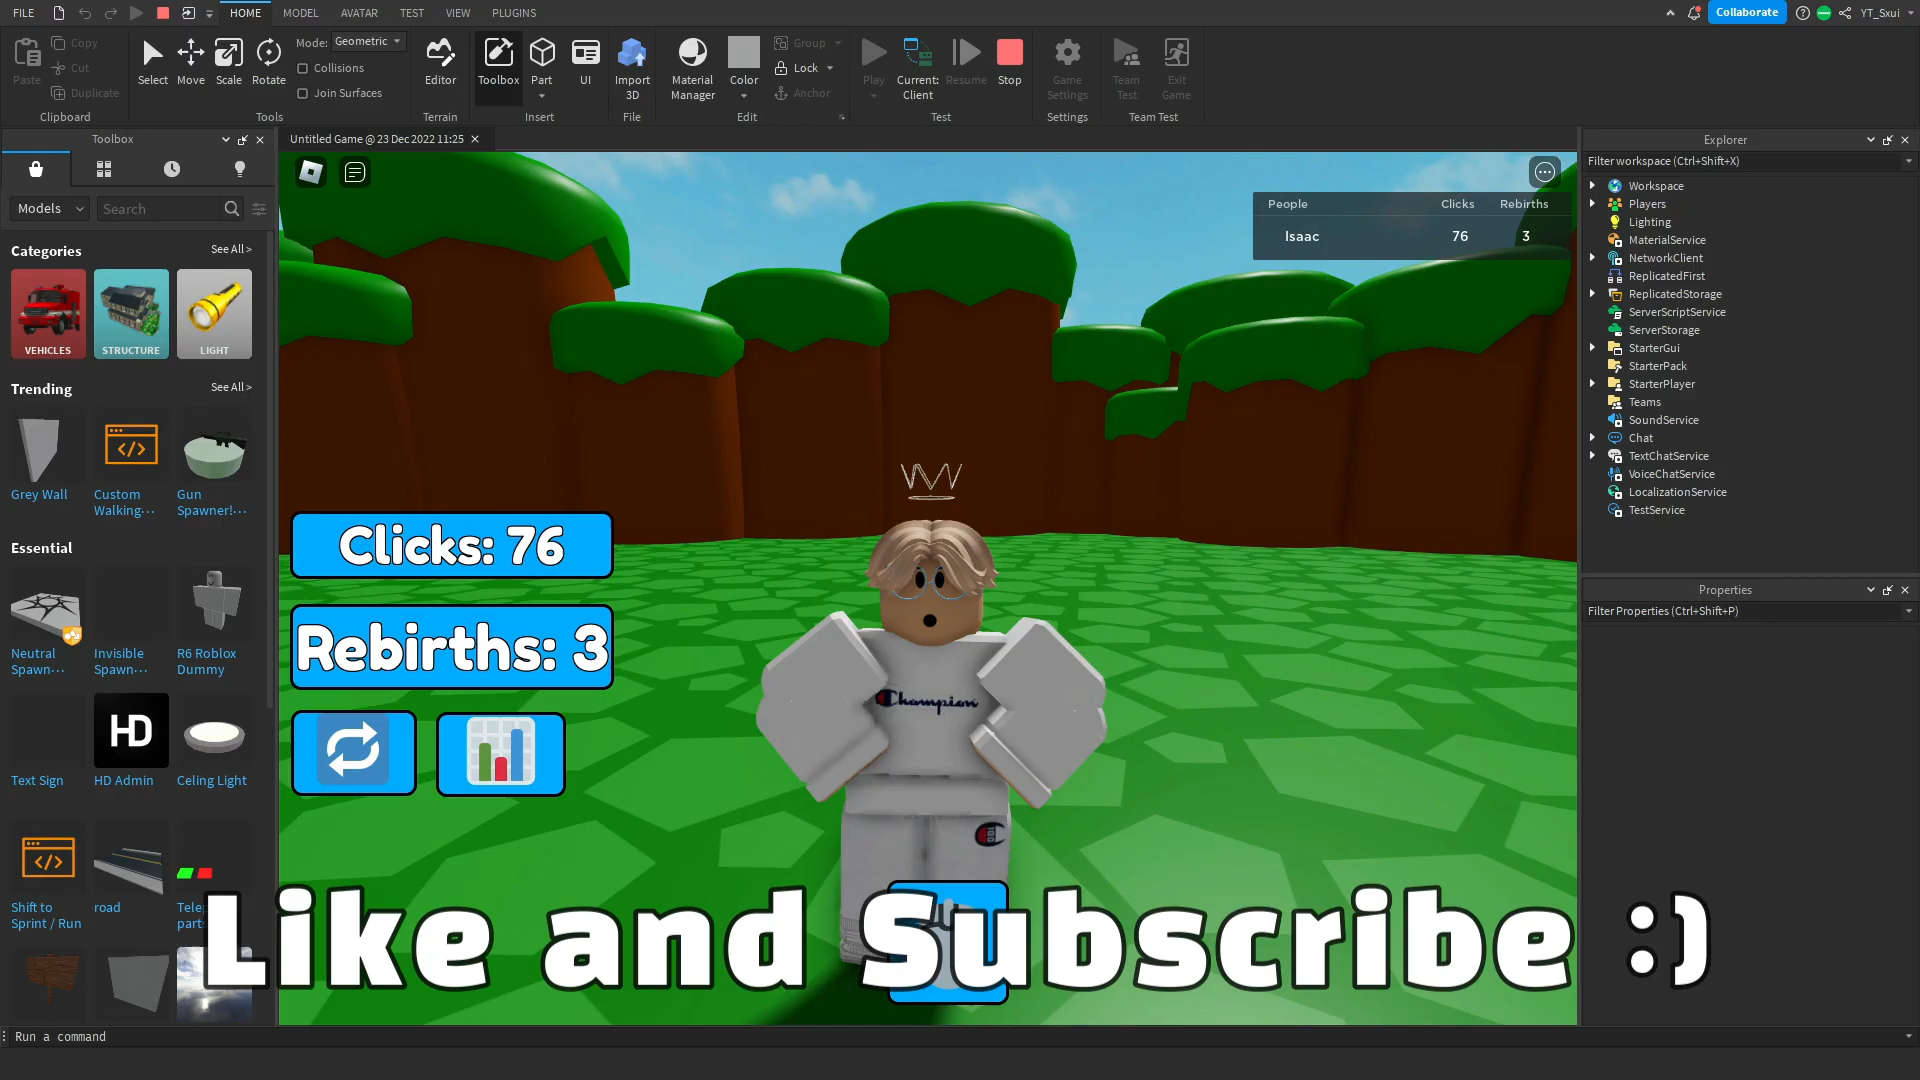 FILE HOME MODEL AVATAR TEST VIEW PLUGINS Collaborate YT_Sxui
Paste Copy Cut Duplicate
Clipboard
Select Move Scale Rotate
Mode: Geometric
Collisions
Join Surfaces
Tools
Editor
Terrain
Toolbox Part UI
Insert
Import 3D
File
Material Manager Color
Group
Lock
Anchor
Edit
Play Current: Client Resume Stop
Test
Game Settings
Settings
Team Test Exit Game
Team Test
Toolbox
Untitled Game @ 23 Dec 2022 11:25
Models Search
Categories See All >
VEHICLES STRUCTURE LIGHT
Trending See All >
Grey Wall
Custom Walking...
Gun Spawner!...
Essential
Neutral Spawn...
Invisible Spawn...
R6 Roblox Dummy
Text Sign
HD
HD Admin
Celing Light
Shift to Sprint / Run
road
People Clicks Rebirths
Isaac 76 3
Clicks: 76
Rebirths: 3
Champion
Like and Subscribe :)
Explorer
Filter workspace (Ctrl+Shift+X)
Workspace
Players
Lighting
MaterialService
NetworkClient
ReplicatedFirst
ReplicatedStorage
ServerScriptService
ServerStorage
StarterGui
StarterPack
StarterPlayer
Teams
SoundService
Chat
TextChatService
VoiceChatService
LocalizationService
TestService
Properties
Filter Properties (Ctrl+Shift+P)
Run a command